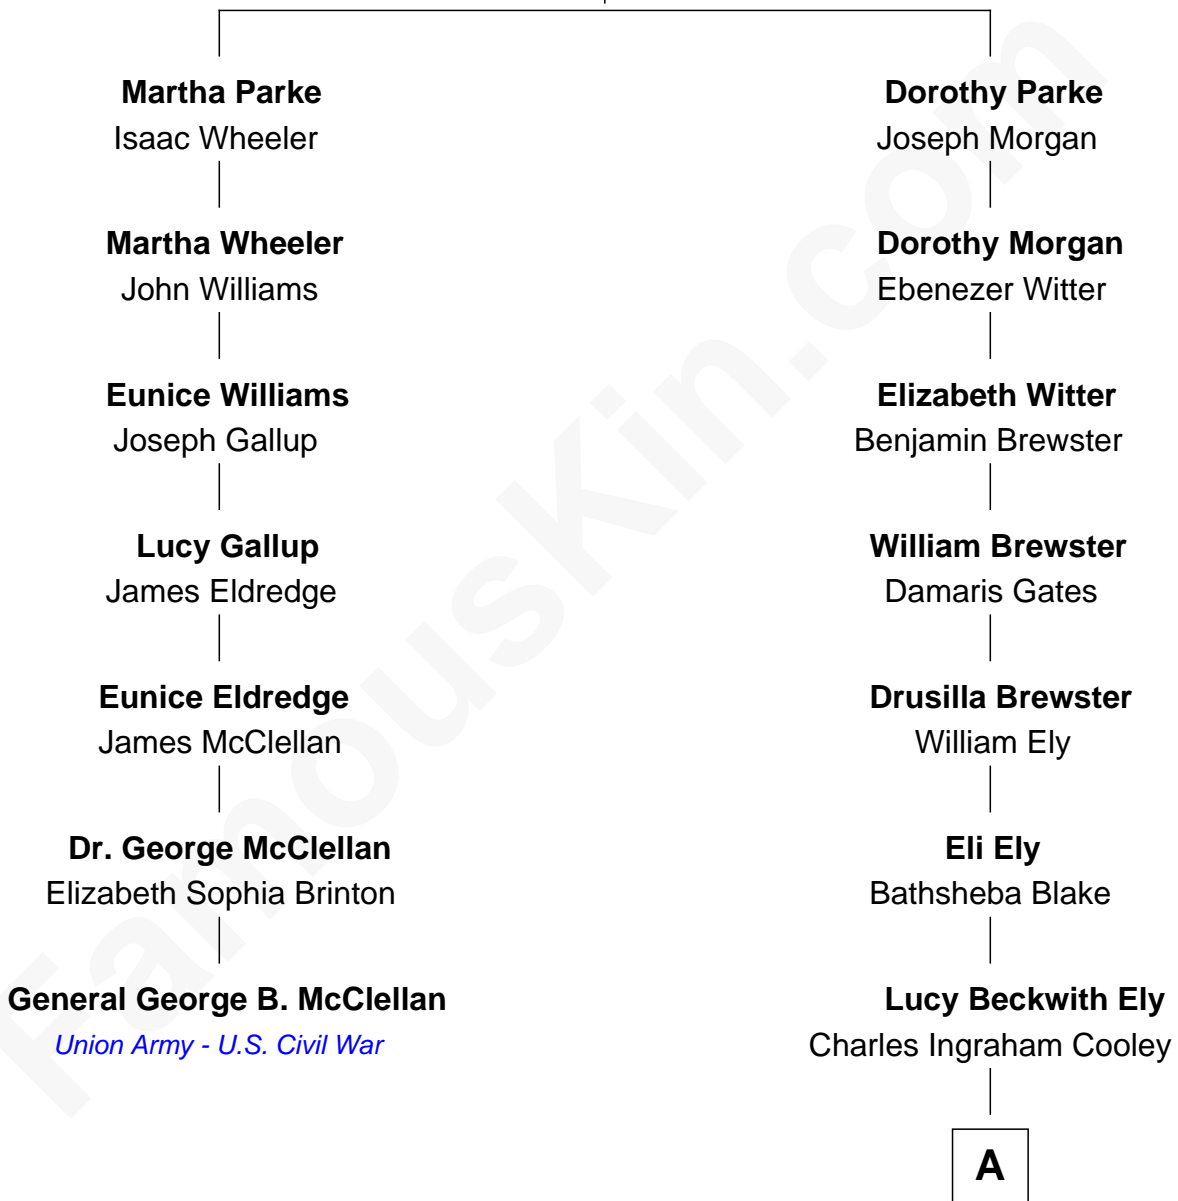 Martha Parke
Isaac Wheeler
Martha Wheeler
John Williams
Eunice Williams
Joseph Gallup
Lucy Gallup
James Eldredge
Eunice Eldredge
James McClellan
Dr. George McClellan
Elizabeth Sophia Brinton
General George B. McClellan
Union Army - U.S. Civil War
Dorothy Parke
Joseph Morgan
Dorothy Morgan
Ebenezer Witter
Elizabeth Witter
Benjamin Brewster
William Brewster
Damaris Gates
Drusilla Brewster
William Ely
Eli Ely
Bathsheba Blake
Lucy Beckwith Ely
Charles Ingraham Cooley
A
FamousKin.com